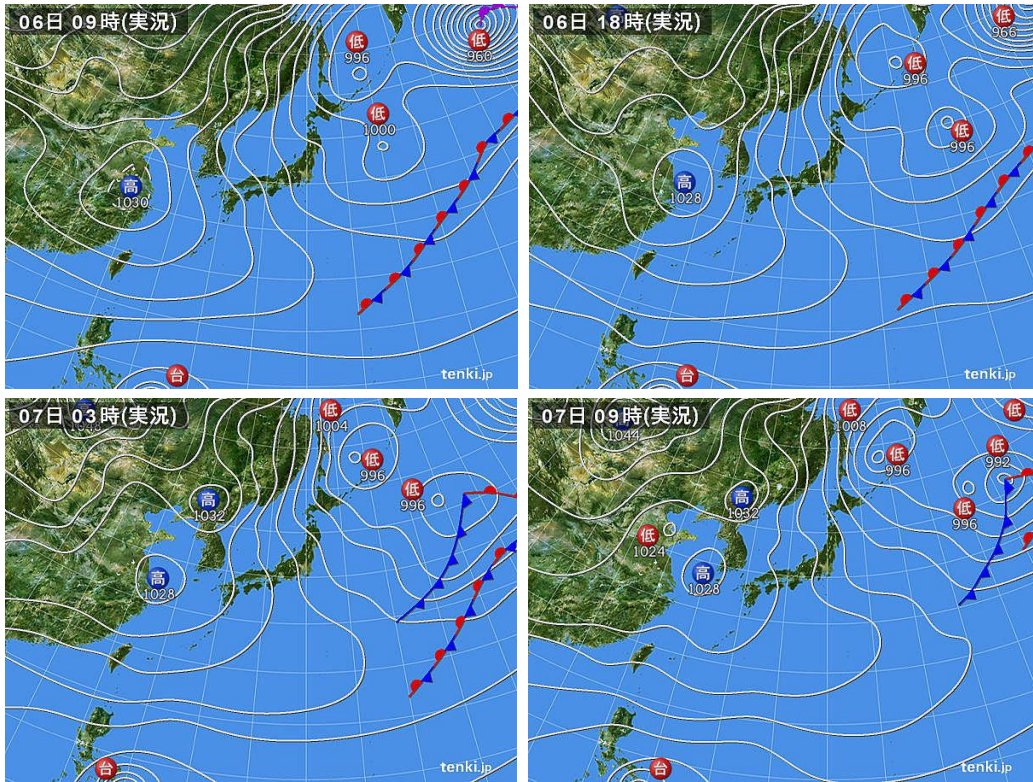 06日 09時(実況)
低
996
低
966
低
1000
高
1030
台
tenki.jp
06日 18時(実況)
低
966
低
996
低
996
高
1028
台
tenki.jp
07日 03時(実況)
低
1004
低
996
低
996
高
1032
高
1028
台
tenki.jp
07日 09時(実況)
1044
低
1008
低
低
996
低
992
低
996
高
1032
低
1024
高
1028
台
tenki.jp